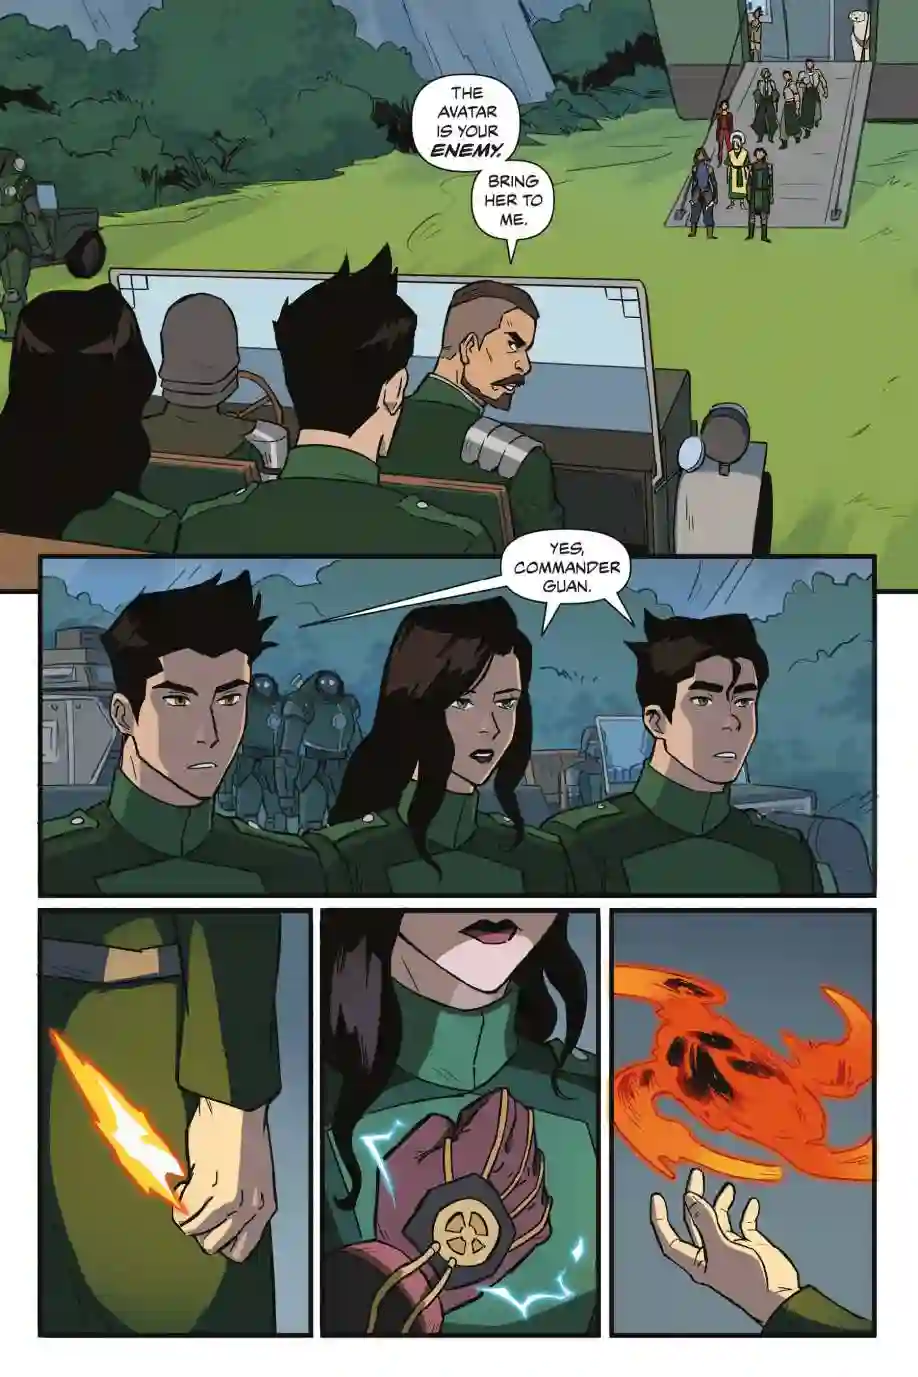 THE
AVATAR
IS YOUR
ENEMY.
BRING
HER TO
ME.
YES,
COMMANDER
GUAN.